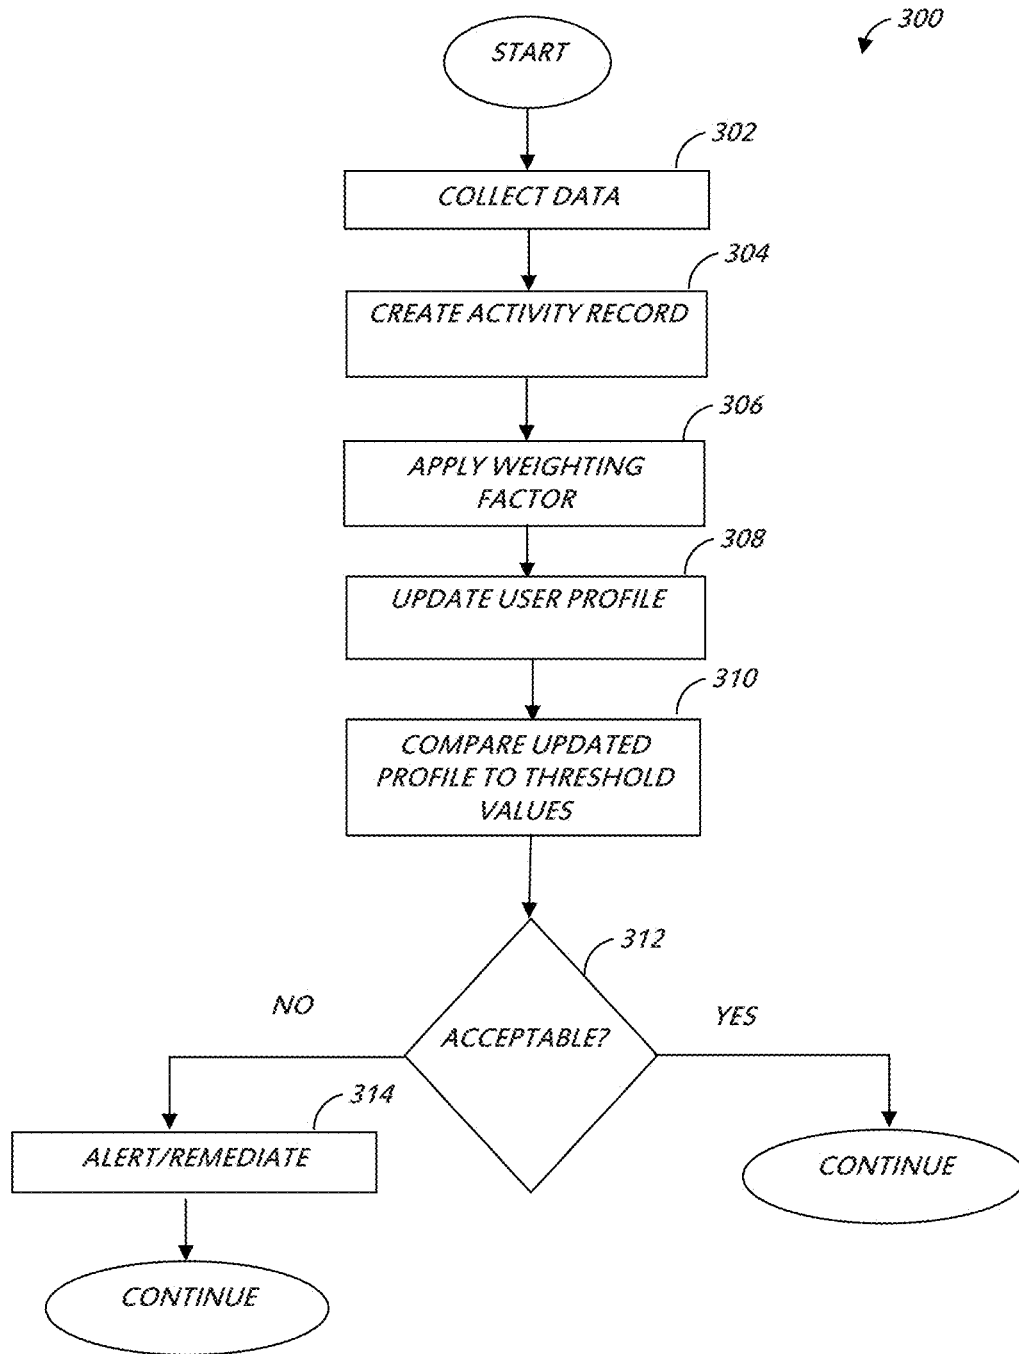 300
START
302
COLLECT DATA
304
CREATE ACTIVITY RECORD
306
APPLY WEIGHTING
FACTOR
308
UPDATE USER PROFILE
310
COMPARE UPDATED
PROFILE TO THRESHOLD
VALUES
312
NO
YES
ACCEPTABLE?
314
ALERT/REMEDIATE
CONTINUE
CONTINUE